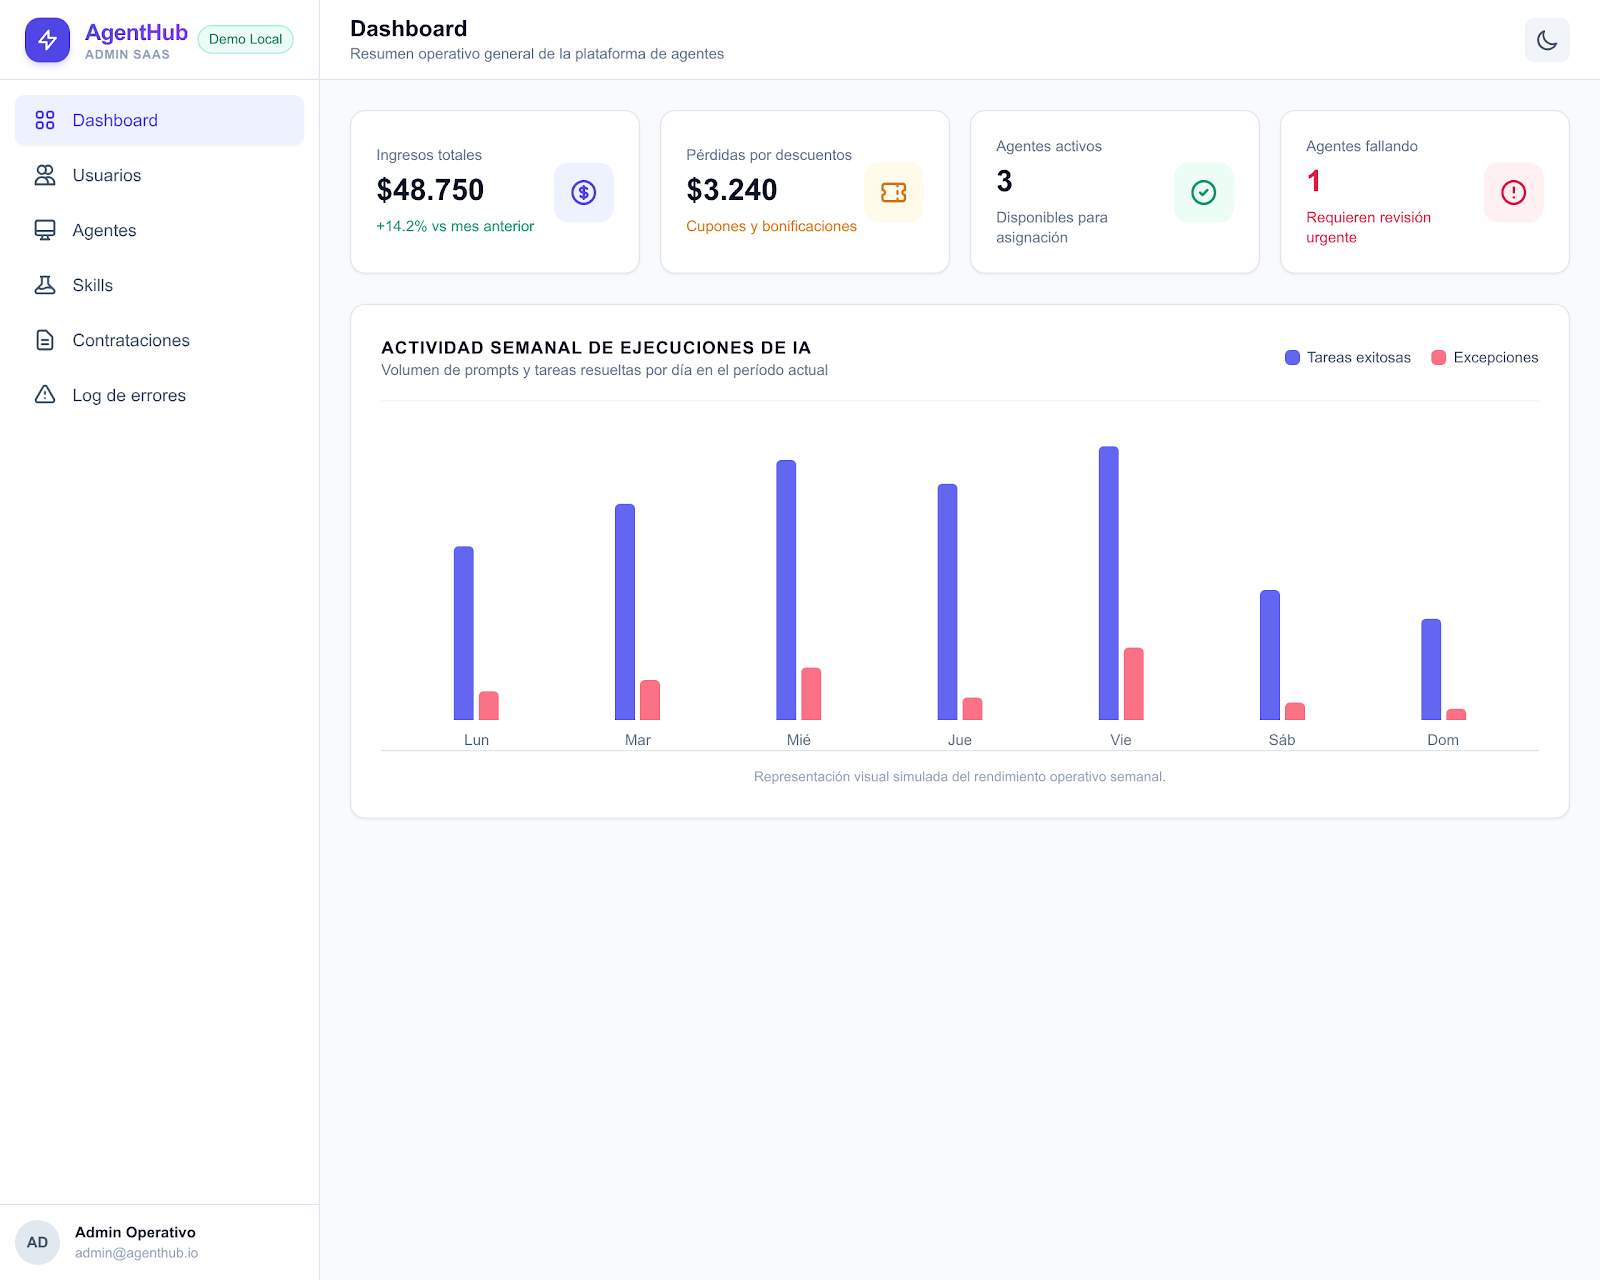 AgentHub
ADMIN SAAS
Demo Local
Dashboard
Usuarios
Agentes
Skills
Contrataciones
Log de errores
AD
Admin Operativo
admin@agenthub.io
Dashboard
Resumen operativo general de la plataforma de agentes
Ingresos totales
$48.750
+14.2% vs mes anterior
Pérdidas por descuentos
$3.240
Cupones y bonificaciones
Agentes activos
3
Disponibles para
asignación
Agentes fallando
1
Requieren revisión
urgente
ACTIVIDAD SEMANAL DE EJECUCIONES DE IA
Volumen de prompts y tareas resueltas por día en el período actual
Tareas exitosas
Excepciones
Lun
Mar
Mié
Jue
Vie
Sáb
Dom
Representación visual simulada del rendimiento operativo semanal.